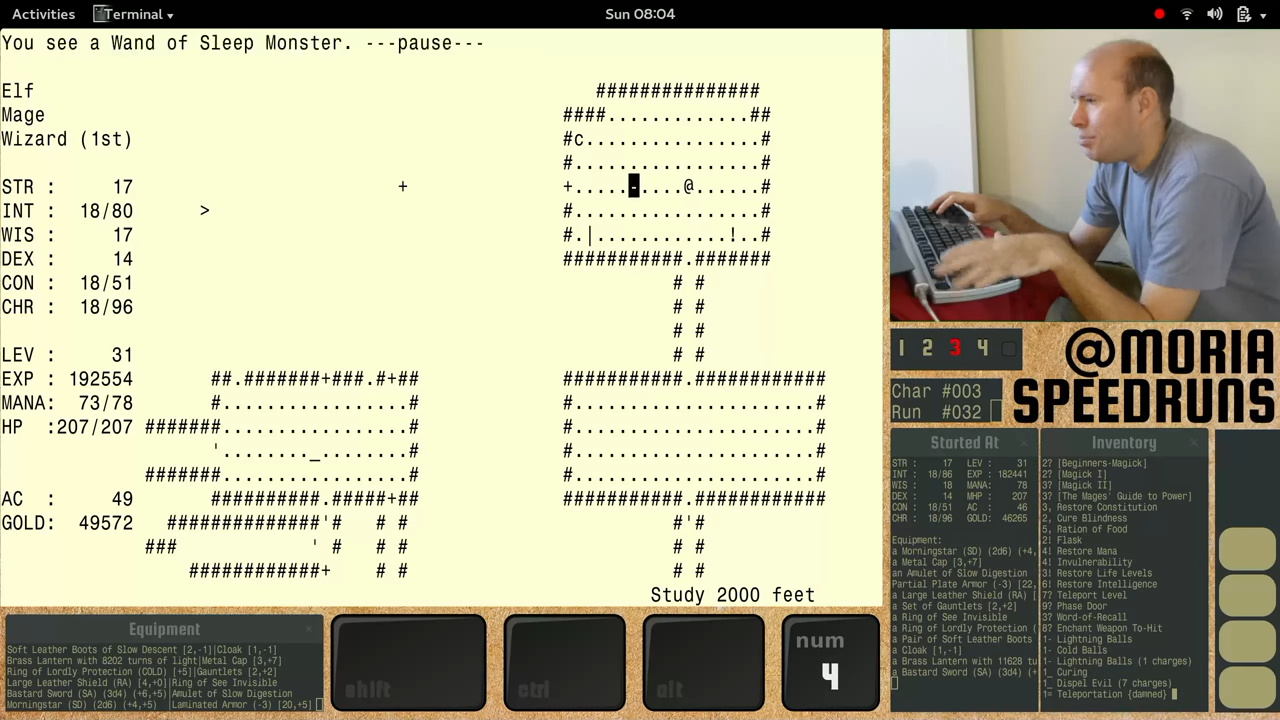 Activities Terminal Sun 08:04
You see a Wand of Sleep Monster. ---pause---
Elf
Mage
Wizard (1st)
STR : 17
INT : 18/80
WIS : 17
DEX : 14
CON : 18/51
CHR : 18/96
LEV : 31
EXP : 192554
MANA: 73/78
HP :207/207
AC : 49
GOLD: 49572
Study 2000 feet
1 2 3 4
Char #003
Run #032
@MORIA
SPEEDRUNS
Started At
STR : 17 LEV : 31
INT : 18/86 EXP : 182441
WIS : 18 MANA: 78
DEX : 14 MHP : 207
CON : 18/51 AC : 46
CHR : 18/96 GOLD: 46265
Equipment:
a Morningstar (SD) (2d6) (+4,
a Metal Cap [3,+7]
an Amulet of Slow Digestion
Partial Plate Armor (-3) [22,
a Large Leather Shield (RA) [
a Set of Gauntlets [2,+2]
a Ring of See Invisible
a Ring of Lordly Protection (
a Pair of Soft Leather Boots
a Cloak [1,-1]
a Brass Lantern with 11628 tu
a Bastard Sword (SA) (3d4) (+
Inventory
2? [Beginners-Magick]
4? [Magick I]
3? [Magick II]
3? [The Mages' Guide to Power]
3, Restore Constitution
2, Cure Blindness
5, Ration of Food
2! Flask
4! Restore Mana
4! Invulnerability
3! Restore Life Levels
6! Restore Intelligence
7? Teleport Level
9? Phase Door
3? Word-of-Recall
8? Enchant Weapon To-Hit
1- Lightning Balls
1- Cold Balls
1- Lightning Balls (1 charges)
1_ Curing
1_ Dispel Evil (7 charges)
1= Teleportation {damned}
Equipment
Soft Leather Boots of Slow Descent [2,-1]|Cloak [1,-1]
Brass Lantern with 8202 turns of light|Metal Cap [3,+7]
Ring of Lordly Protection (COLD) [+5]|Gauntlets [2,+2]
Large Leather Shield (RA) [4,+0]|Ring of See Invisible
Bastard Sword (SA) (3d4) (+6,+5)|Amulet of Slow Digestion
Morningstar (SD) (2d6) (+4,+5) |Laminated Armor (-3) [20,+5]
shift
ctrl
alt
num
4